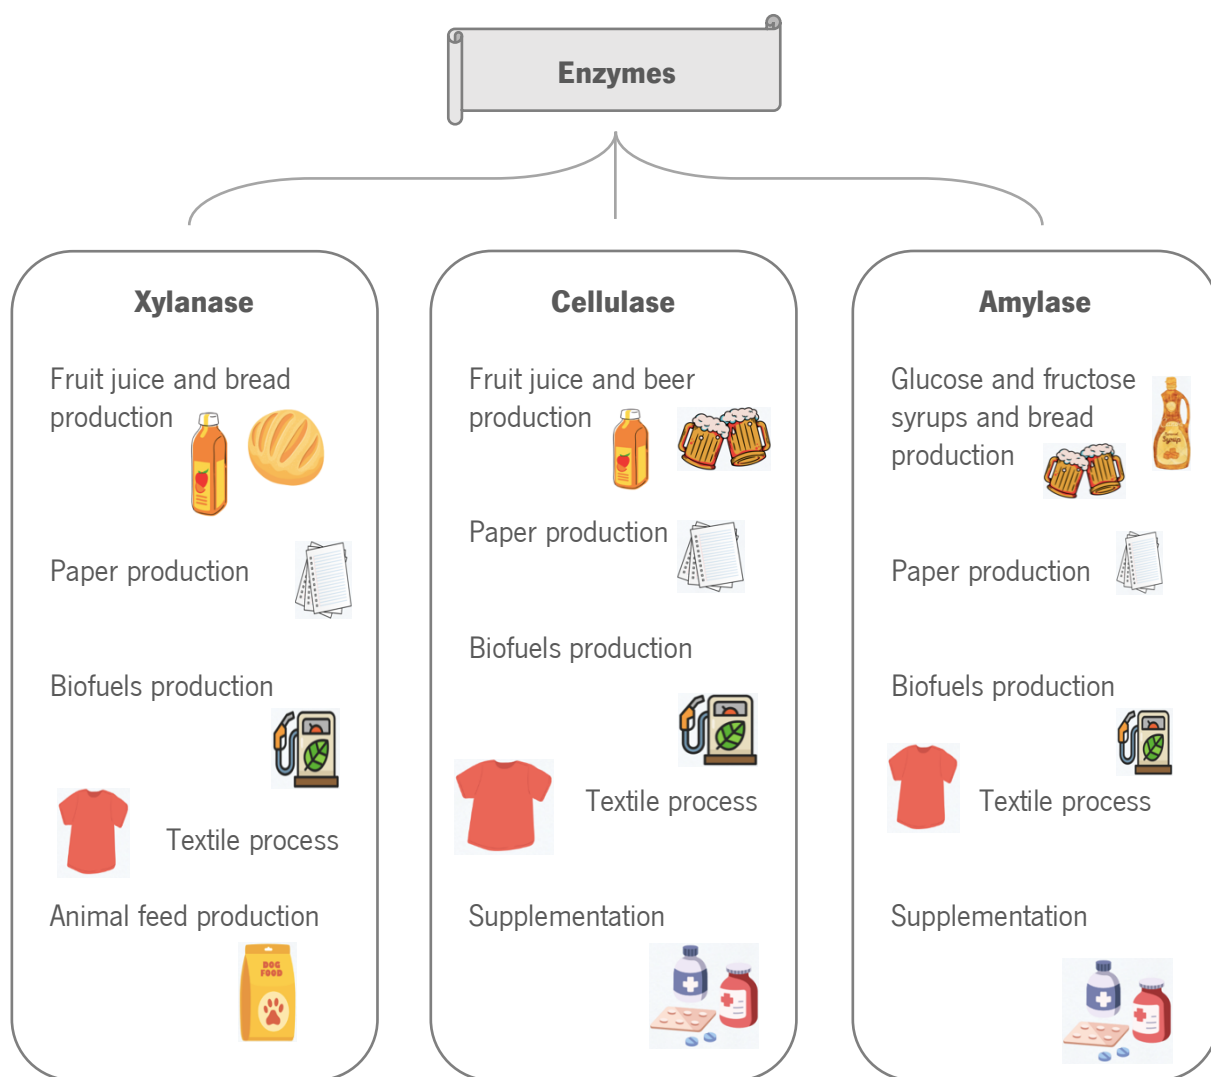 Enzymes
Xylanase
Fruit juice and bread
production
Paper production
Biofuels production
Textile process
Animal feed production
DOG
FOOD
Cellulase
Fruit juice and beer
production
Paper production
Biofuels production
Textile process
Supplementation
Amylase
Glucose and fructose
syrups and bread
production
Syrup
Paper production
Biofuels production
Textile process
Supplementation